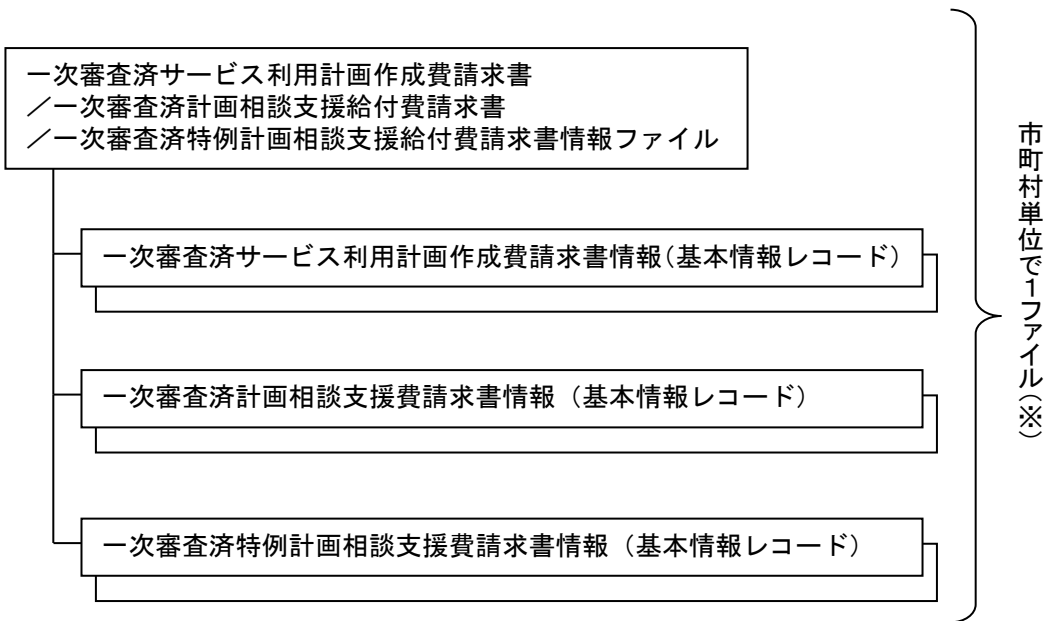 一次審査済サービス利用計画作成費請求書
／一次審査済計画相談支援給付費請求書
／一次審査済特例計画相談支援給付費請求書情報ファイル
一次審査済サービス利用計画作成費請求書情報（基本情報レコード）
一次審査済計画相談支援費請求書情報（基本情報レコード）
一次審査済特例計画相談支援費請求書情報（基本情報レコード）
市町村単位で1ファイル（※）